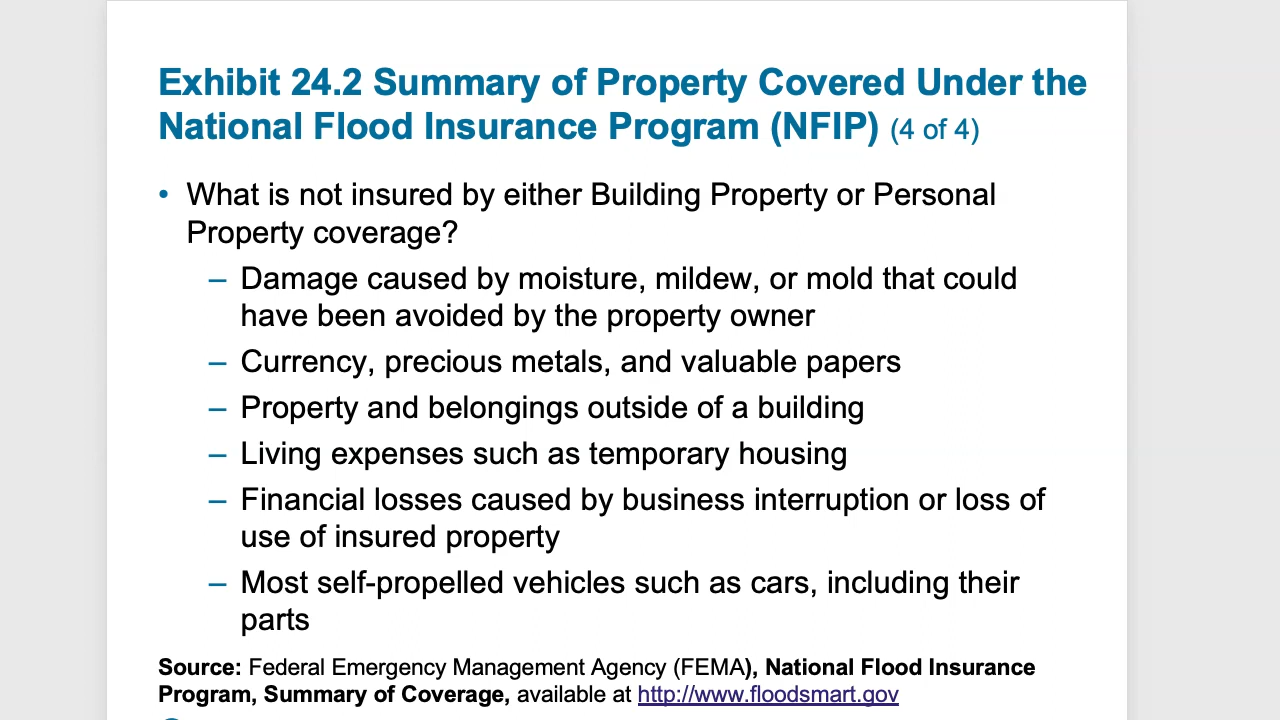 Exhibit 24.2 Summary of Property Covered Under the
National Flood Insurance Program (NFIP) (4 of 4)
• What is not insured by either Building Property or Personal
Property coverage?
– Damage caused by moisture, mildew, or mold that could
have been avoided by the property owner
– Currency, precious metals, and valuable papers
– Property and belongings outside of a building
– Living expenses such as temporary housing
– Financial losses caused by business interruption or loss of
use of insured property
– Most self-propelled vehicles such as cars, including their
parts
Source: Federal Emergency Management Agency (FEMA), National Flood Insurance
Program, Summary of Coverage, available at http://www.floodsmart.gov